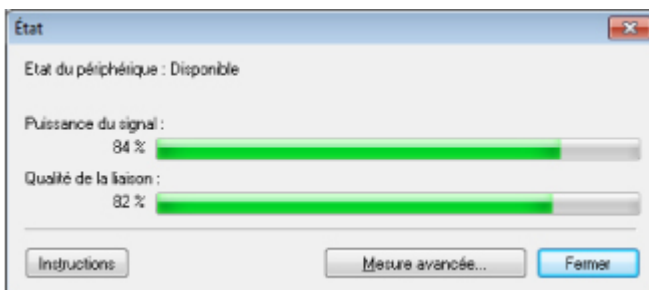 État
Etat du périphérique : Disponible
Puissance du signal :
84 %
Qualité de la liaison :
82 %
Instructions
Mesure avancée...
Fermer